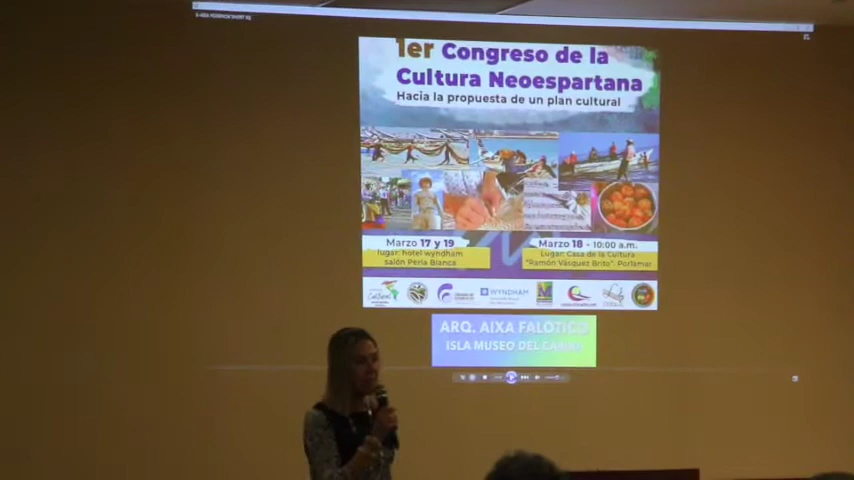 1er Congreso de la
Cultura Neoespartana
Hacia la propuesta de un plan cultural
Marzo 17 y 19
lugar: hotel wyndham
salón Perla Blanca
Marzo 18 - 10:00 a.m.
Lugar: Casa de la Cultura
"Ramón Vásquez Brito". Porlamar
WYNDHAM
ARQ. AIXA FALOTICO
ISLA MUSEO DEL CARIBE